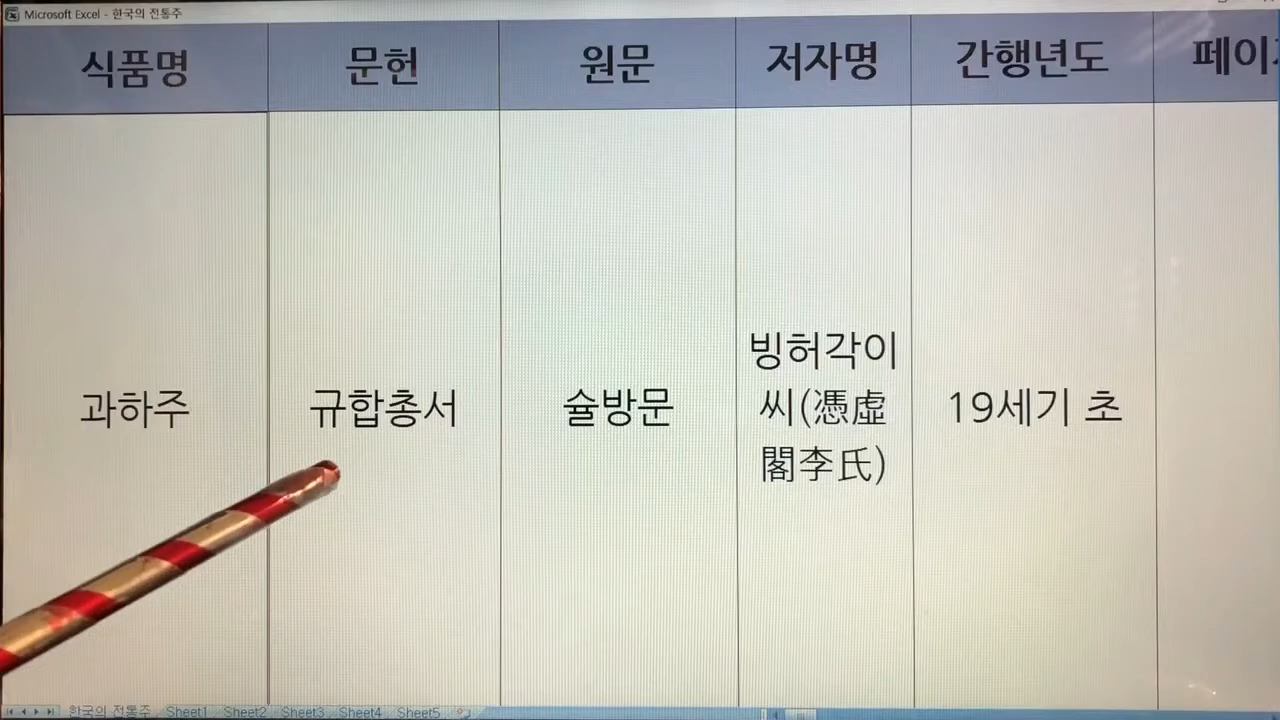 Microsoft Excel - 한국의 전통주
식품명 문헌 원문 저자명 간행년도 페이
과하주 규합총서 슐방문 빙허각이씨(憑虛閣李氏) 19세기 초
한국의 전통주 Sheet1 Sheet2 Sheet3 Sheet4 Sheet5